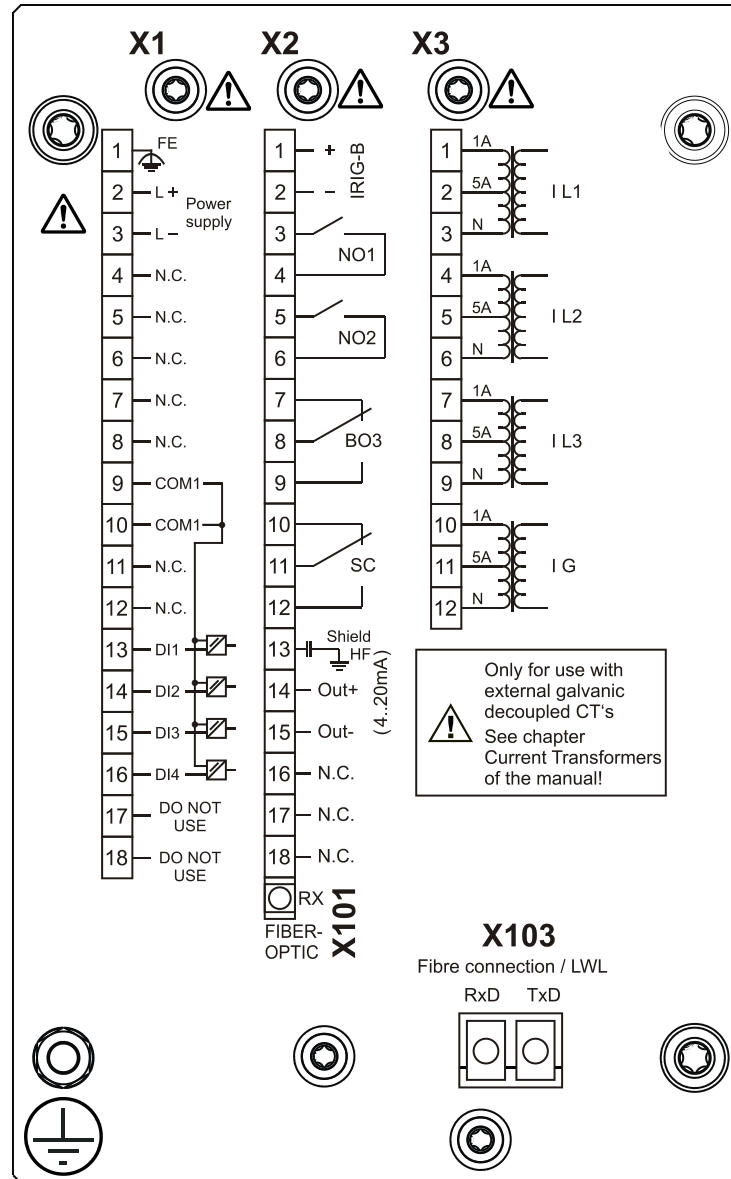 X1
X2
X3
1 FE
2 L+
Power
supply
3 L−
4 N.C.
5 N.C.
6 N.C.
7 N.C.
8 N.C.
9 COM1
10 COM1
11 N.C.
12 N.C.
13 DI1
14 DI2
15 DI3
16 DI4
17 DO NOT
USE
18 DO NOT
USE
1 +
2 −
IRIG-B
3
NO1
4
5
NO2
6
7
8 BO3
9
10
11 SC
12
13 Shield
HF
14 Out+
15 Out-
(4..20mA)
16 N.C.
17 N.C.
18 N.C.
RX
FIBER-
OPTIC
X101
1 1A
2 5A I L1
3 N
4 1A
5 5A I L2
6 N
7 1A
8 5A I L3
9 N
10 1A
11 5A I G
12 N
Only for use with
external galvanic
decoupled CT‘s
See chapter
Current Transformers
of the manual!
X103
Fibre connection / LWL
RxD TxD